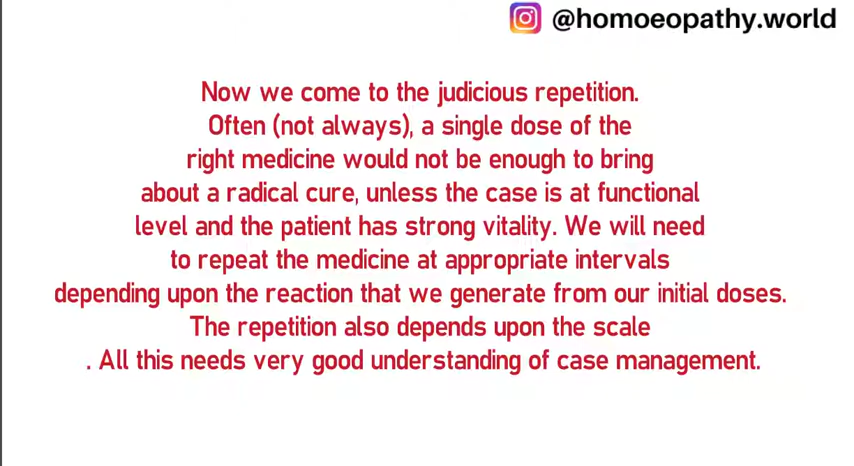 @homoeopathy.world
Now we come to the judicious repetition.
Often (not always), a single dose of the
right medicine would not be enough to bring
about a radical cure, unless the case is at functional
level and the patient has strong vitality. We will need
to repeat the medicine at appropriate intervals
depending upon the reaction that we generate from our initial doses.
The repetition also depends upon the scale
. All this needs very good understanding of case management.